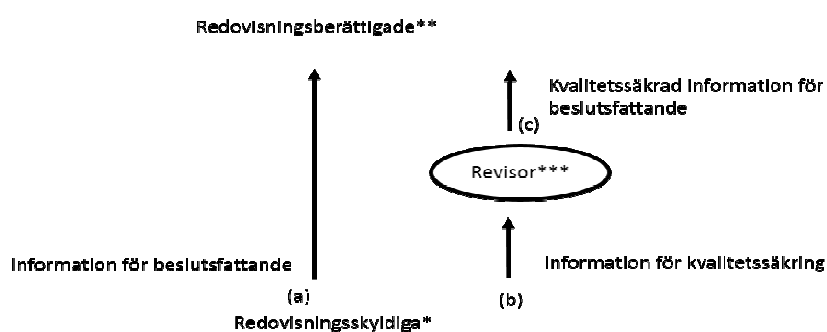 Redovisningsberättigade**
Kvalitetssäkrad information för
beslutsfattande
(c)
Revisor***
Information för beslutsfattande
Information för kvalitetssäkring
(a)
(b)
Redovisningsskyldiga*